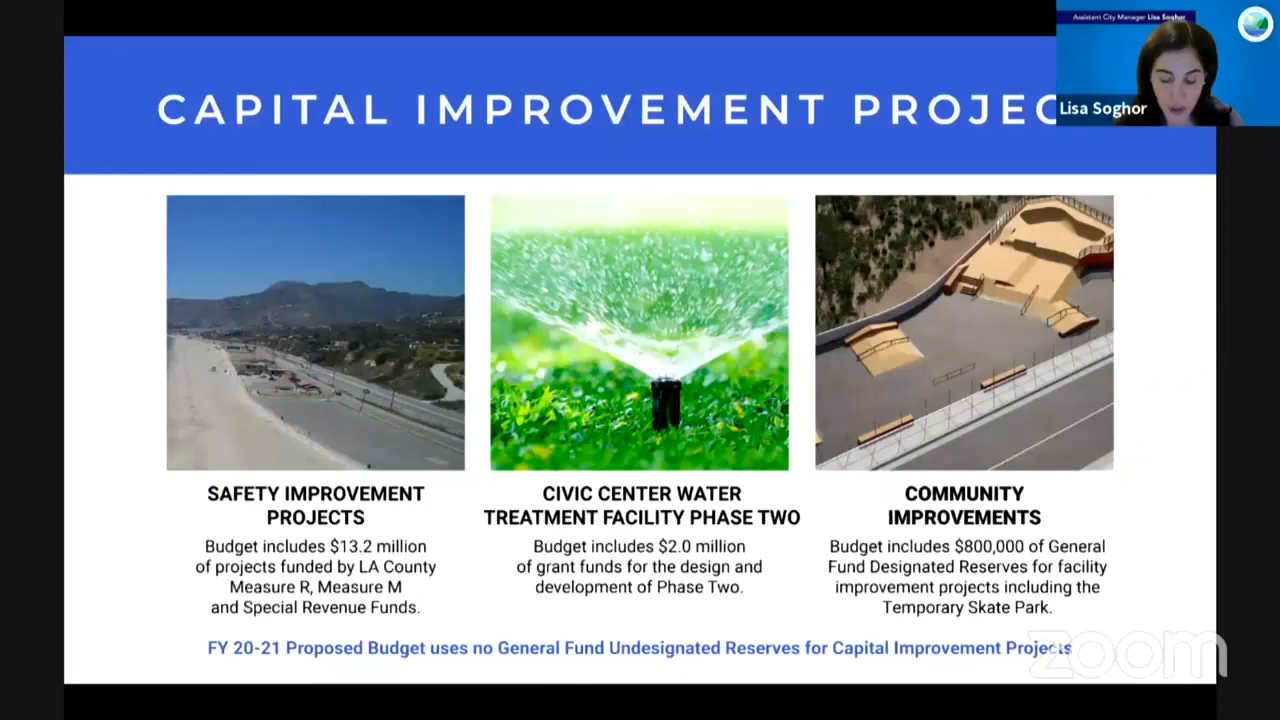 Assistant City Manager Lisa Soghor
Lisa Soghor
CAPITAL IMPROVEMENT PROJEC
SAFETY IMPROVEMENT
PROJECTS
Budget includes $13.2 million
of projects funded by LA County
Measure R, Measure M
and Special Revenue Funds.
CIVIC CENTER WATER
TREATMENT FACILITY PHASE TWO
Budget includes $2.0 million
of grant funds for the design and
development of Phase Two.
COMMUNITY
IMPROVEMENTS
Budget includes $800,000 of General
Fund Designated Reserves for facility
improvement projects including the
Temporary Skate Park.
FY 20-21 Proposed Budget uses no General Fund Undesignated Reserves for Capital Improvement Projects
zoom